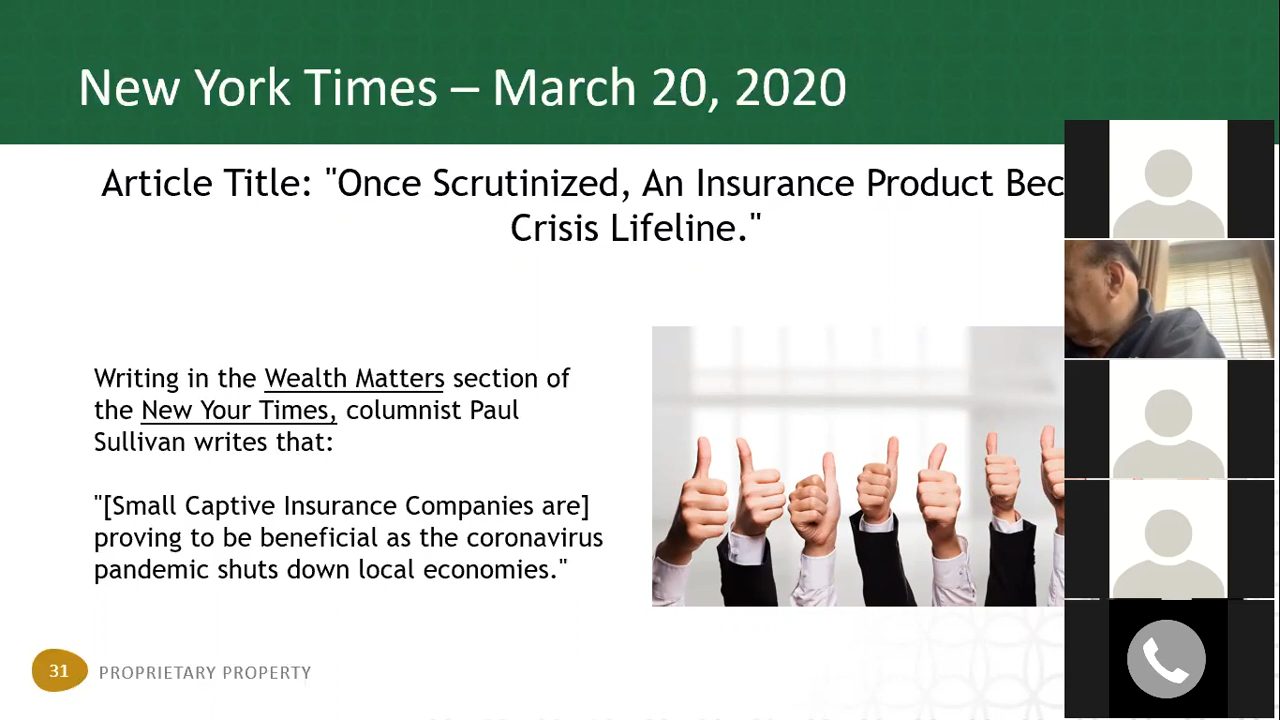 New York Times – March 20, 2020
Article Title: "Once Scrutinized, An Insurance Product
Crisis Lifeline."
Writing in the Wealth Matters section of
the New Your Times, columnist Paul
Sullivan writes that:
"[Small Captive Insurance Companies are]
proving to be beneficial as the coronavirus
pandemic shuts down local economies."
31 PROPRIETARY PROPERTY